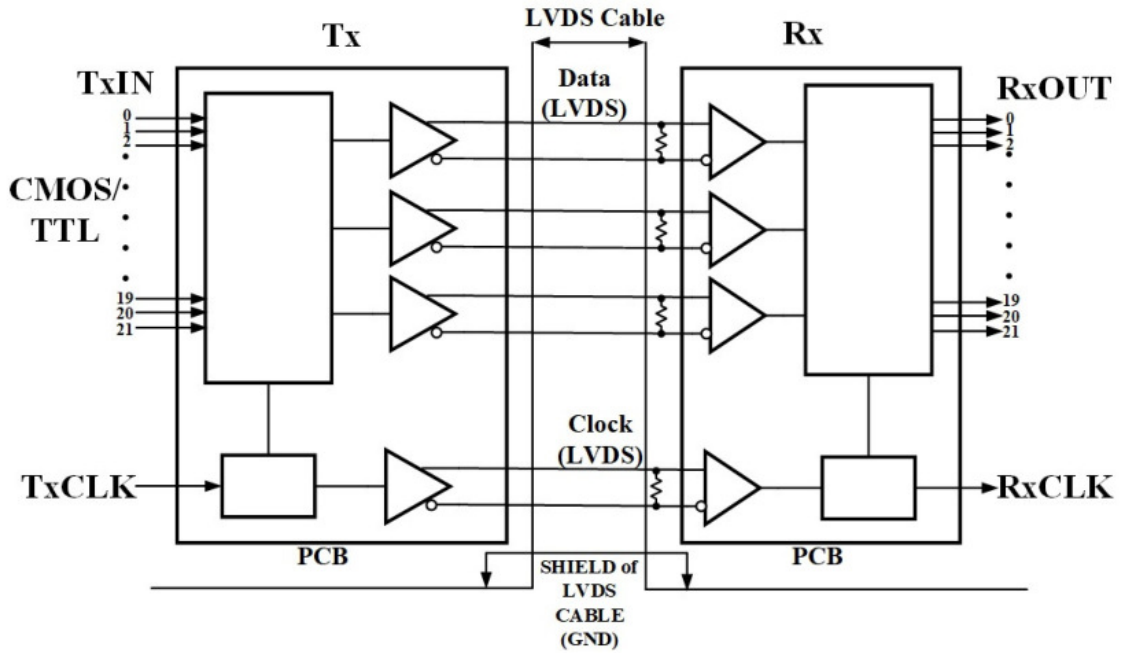 LVDS Cable
Tx
Rx
TxIN
Data
(LVDS)
RxOUT
0
1
2
CMOS/
TTL
19
20
21
0
1
2
19
20
21
Clock
(LVDS)
TxCLK
RxCLK
PCB
PCB
SHIELD of
LVDS
CABLE
(GND)